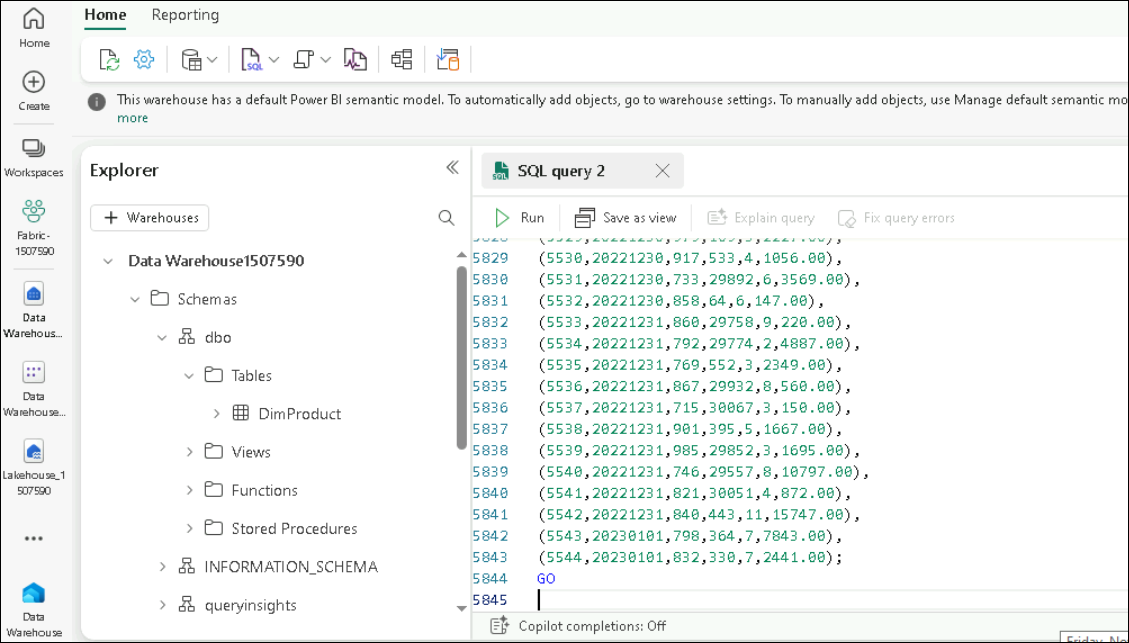 Home
Reporting
Home
Create
Workspaces
Fabric-
1507590
Data
Warehous...
Data
Warehouse...
Lakehouse_1
507590
Data
Warehouse
SQL
This warehouse has a default Power BI semantic model. To automatically add objects, go to warehouse settings. To manually add objects, use Manage default semantic mo
more
Explorer
+ Warehouses
Data Warehouse1507590
Schemas
dbo
Tables
DimProduct
Views
Functions
Stored Procedures
INFORMATION_SCHEMA
queryinsights
SQL
SQL query 2
Run
Save as view
Explain query
Fix query errors
5829 (5530,20221230,917,533,4,1056.00),
5830 (5531,20221230,733,29892,6,3569.00),
5831 (5532,20221230,858,64,6,147.00),
5832 (5533,20221231,860,29758,9,220.00),
5833 (5534,20221231,792,29774,2,4887.00),
5834 (5535,20221231,769,552,3,2349.00),
5835 (5536,20221231,867,29932,8,560.00),
5836 (5537,20221231,715,30067,3,150.00),
5837 (5538,20221231,901,395,5,1667.00),
5838 (5539,20221231,985,29852,3,1695.00),
5839 (5540,20221231,746,29557,8,10797.00),
5840 (5541,20221231,821,30051,4,872.00),
5841 (5542,20221231,840,443,11,15747.00),
5842 (5543,20230101,798,364,7,7843.00),
5843 (5544,20230101,832,330,7,2441.00);
5844 GO
5845
Copilot completions: Off